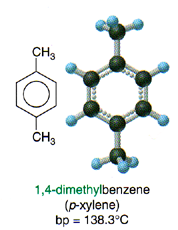 CH₃
CH₃
1,4-dimethylbenzene
(p-xylene)
bp = 138.3°C